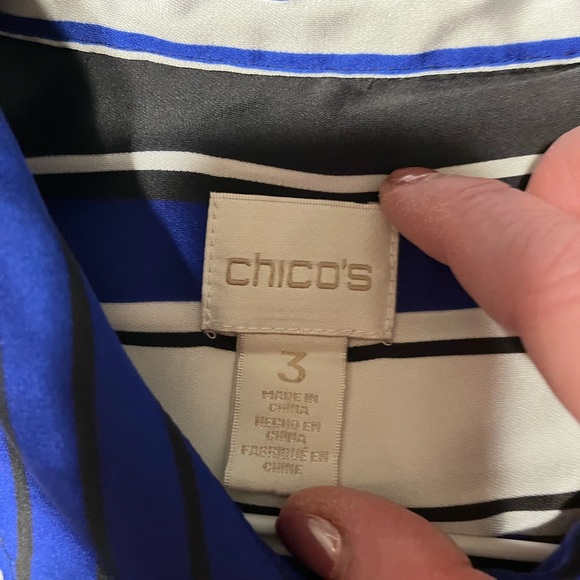 chico's
3
MADE IN
CHINA
HECHO EN
CHINA
FABRIQUÉ EN
CHINE